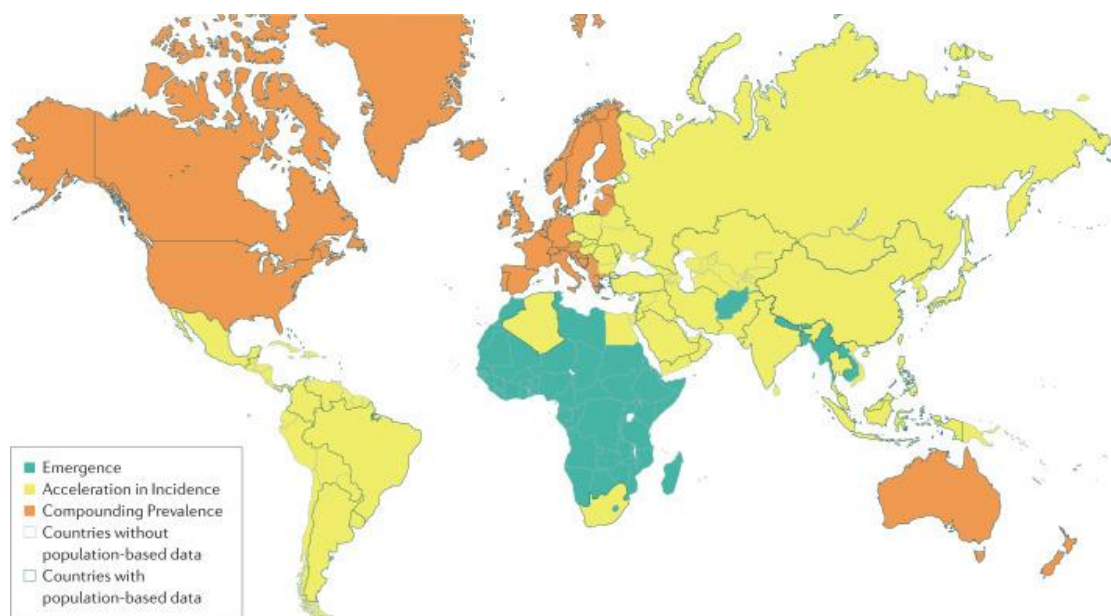 Emergence
Acceleration in Incidence
Compounding Prevalence
Countries without
population-based data
Countries with
population-based data